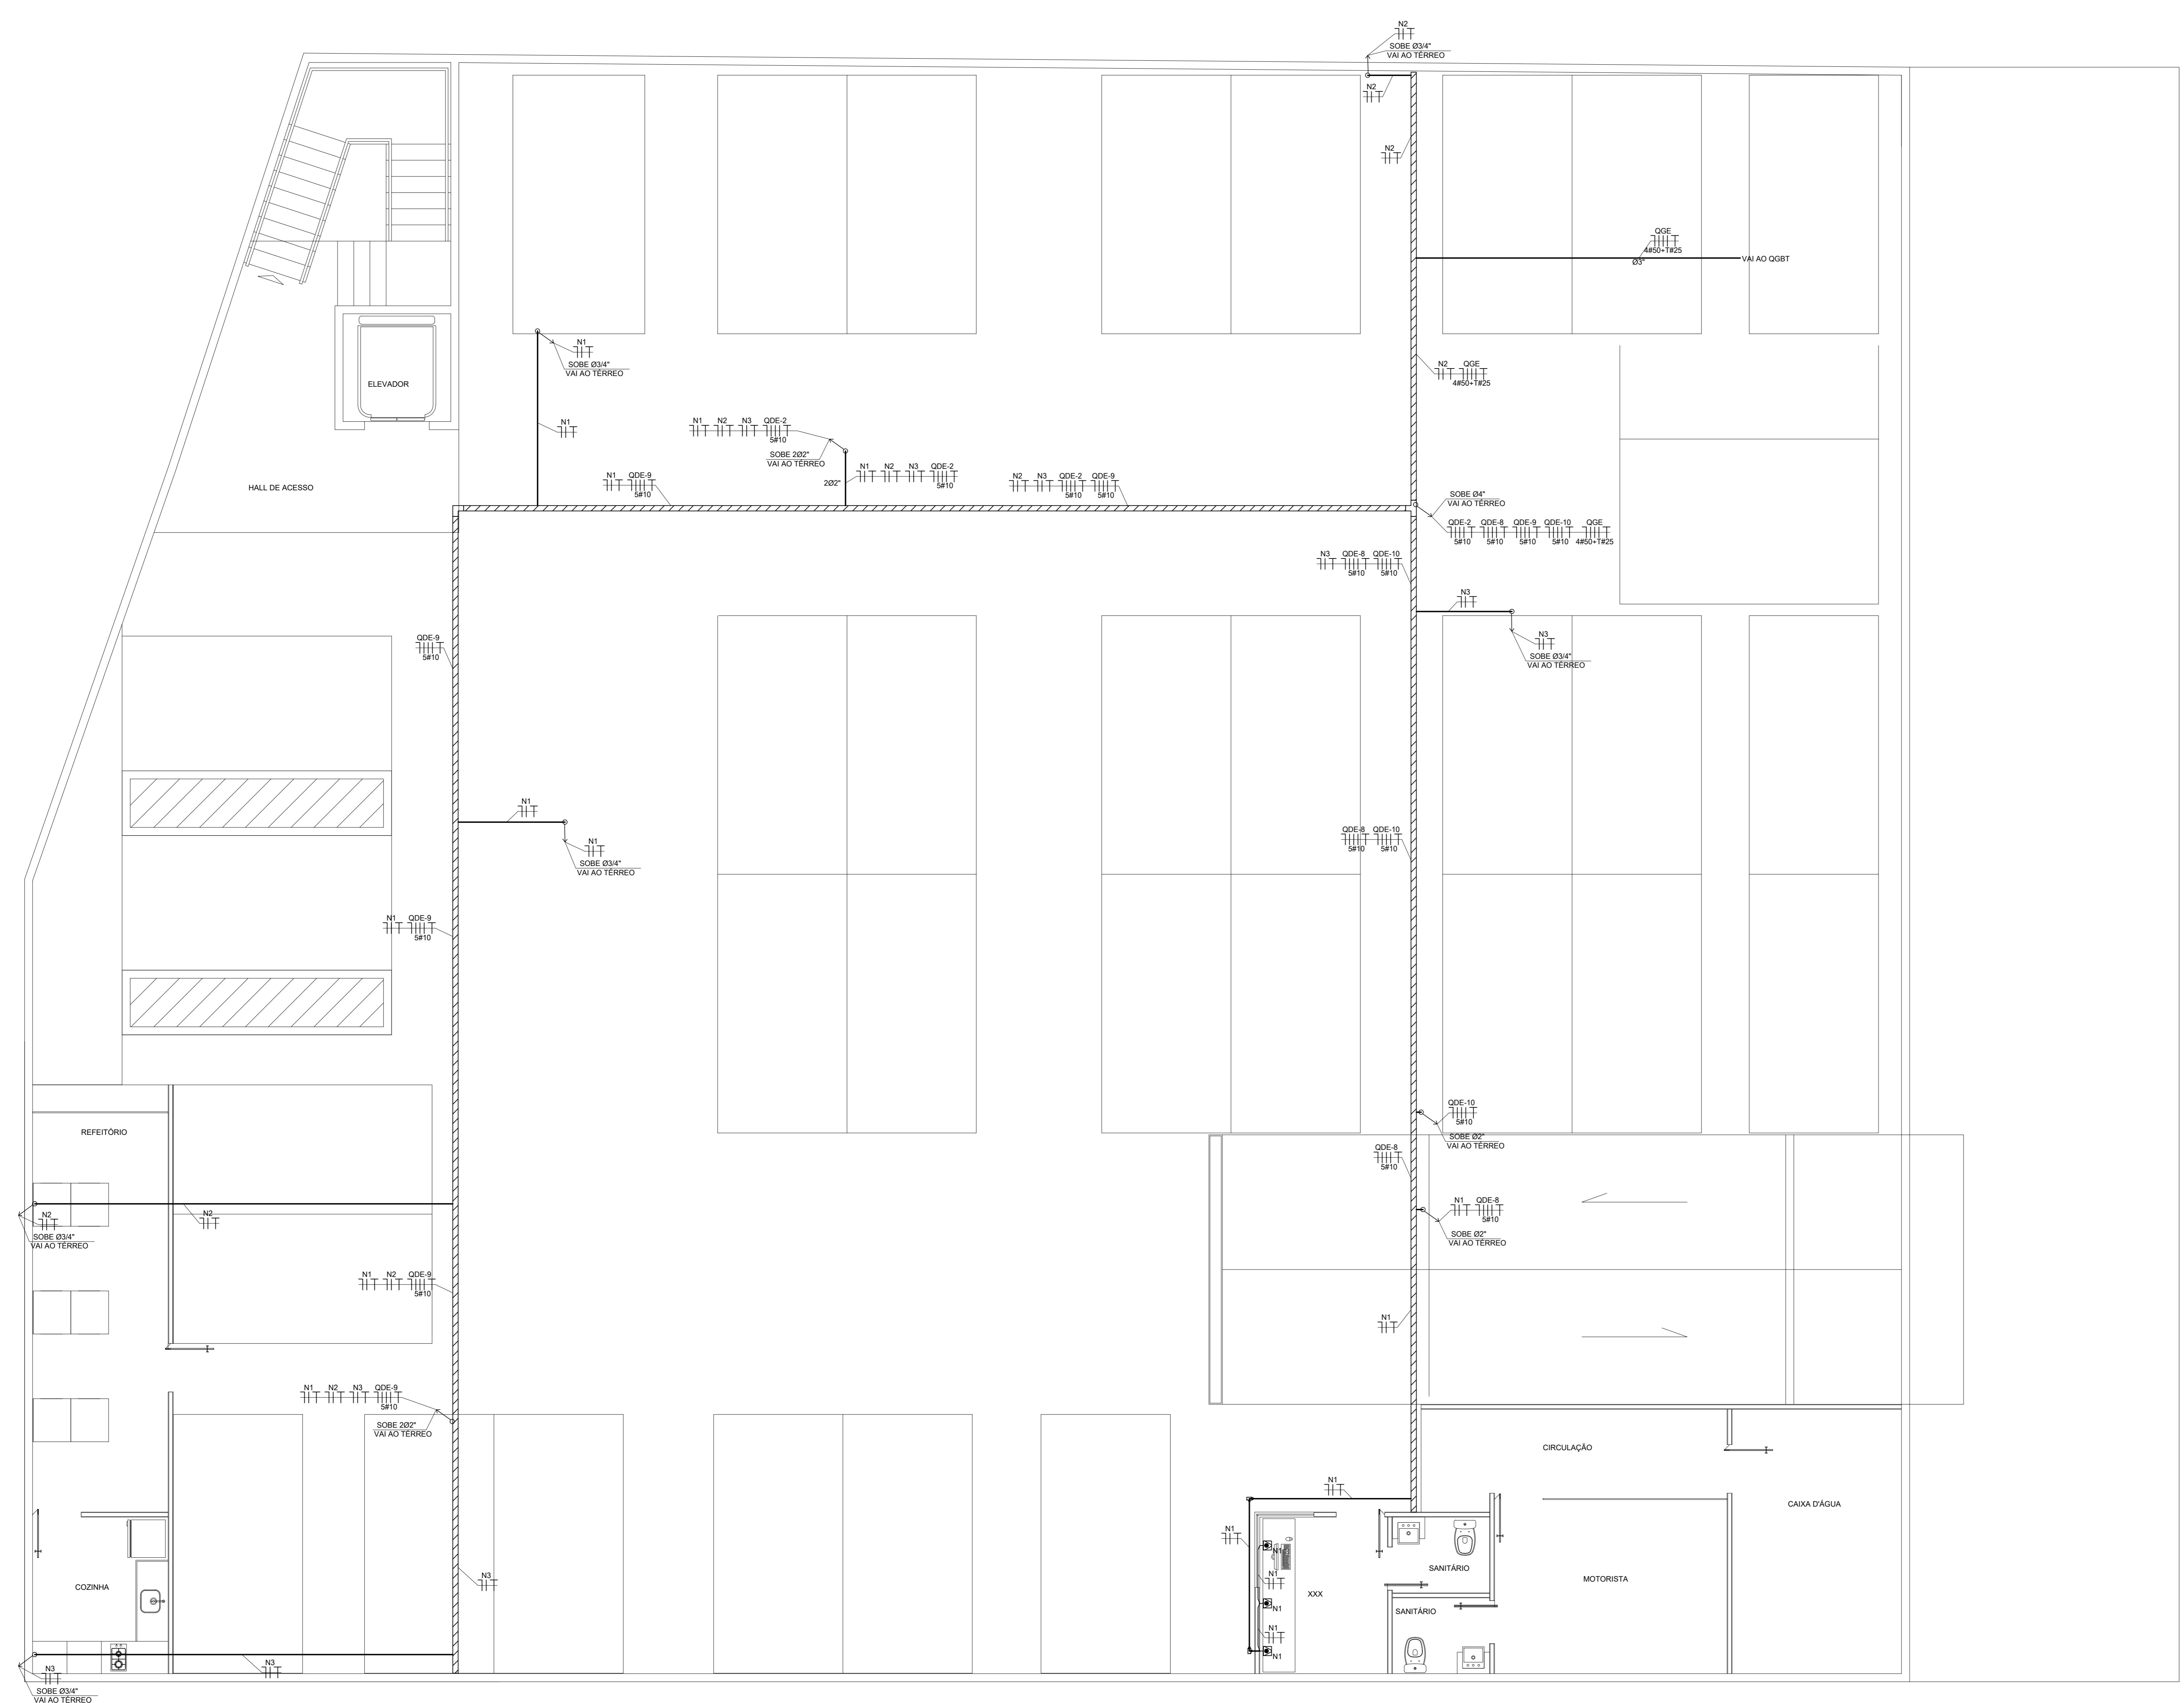 N2
SOBE Ø3/4"
VAI AO TÉRREO
N2
N2
QGE
4#50+T#25
Ø3"
VAI AO QGBT
N1
SOBE Ø3/4"
VAI AO TÉRREO
N2 QGE
4#50+T#25
ELEVADOR
N1
N1 N2 N3 QDE-2
5#10
SOBE 2Ø2"
VAI AO TÉRREO
N1 N2 N3 QDE-2
5#10
2Ø2"
N1 QDE-9
5#10
N2 N3 QDE-2 QDE-9
5#10 5#10
HALL DE ACESSO
SOBE Ø4"
VAI AO TÉRREO
QDE-2 QDE-8 QDE-9 QDE-10 QGE
5#10 5#10 5#10 5#10 4#50+T#25
N3 QDE-8 QDE-10
5#10 5#10
N3
N3
SOBE Ø3/4"
VAI AO TÉRREO
QDE-9
5#10
N1
N1
SOBE Ø3/4"
VAI AO TÉRREO
QDE-8 QDE-10
5#10 5#10
N1 QDE-9
5#10
REFEITÓRIO
QDE-10
5#10
SOBE Ø2"
VAI AO TÉRREO
QDE-8
5#10
N1 QDE-8
5#10
SOBE Ø2"
VAI AO TÉRREO
N2
SOBE Ø3/4"
VAI AO TÉRREO
N2
N1 N2 QDE-9
5#10
N1
N1 N2 N3 QDE-9
5#10
SOBE 2Ø2"
VAI AO TÉRREO
CIRCULAÇÃO
N1
CAIXA D'ÁGUA
N1
N1
SANITÁRIO
N3
N1
MOTORISTA
COZINHA
XXX
N1
SANITÁRIO
N1
N1
N3
N3
SOBE Ø3/4"
VAI AO TÉRREO